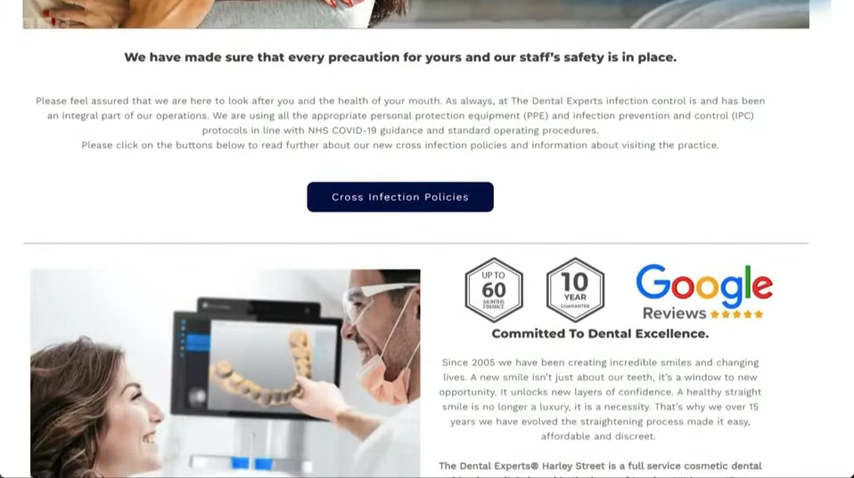 We have made sure that every precaution for yours and our staff's safety is in place.
Please feel assured that we are here to look after you and the health of your mouth. As always, at The Dental Experts infection control is and has been
an integral part of our operations. We are using all the appropriate personal protection equipment (PPE) and infection prevention and control (IPC)
protocols in line with NHS COVID-19 guidance and standard operating procedures.
Please click on the buttons below to read further about our new cross infection policies and information about visiting the practice.
Cross Infection Policies
UP TO
60
MONTHS
FINANCE
10
YEAR
GUARANTEE
Google
Reviews
Committed To Dental Excellence.
Since 2005 we have been creating incredible smiles and changing
lives. A new smile isn't just about our teeth, it's a window to new
opportunity. It unlocks new layers of confidence. A healthy straight
smile is no longer a luxury, it is a necessity. That's why we over 15
years we have evolved the straightening process made it easy,
affordable and discreet.
The Dental Experts® Harley Street is a full service cosmetic dental